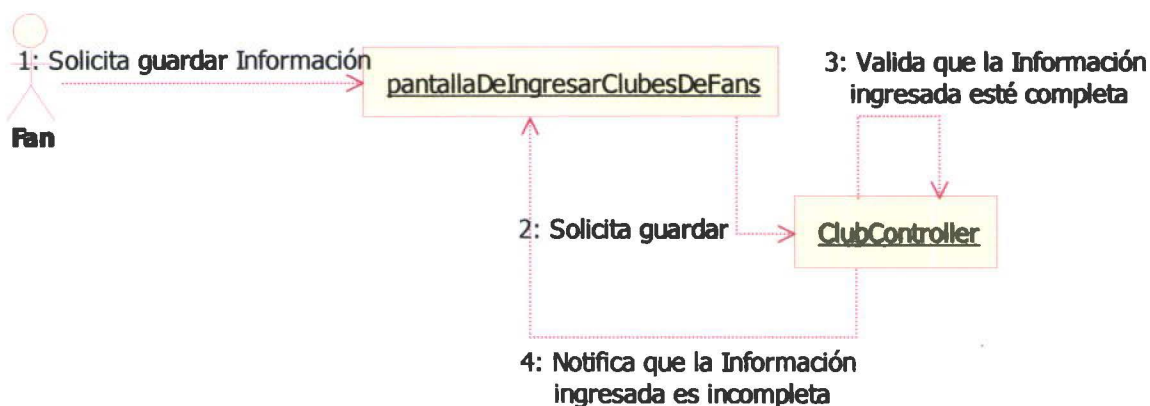 1: Solicita guardar Información
Fan
pantallaDeIngresarClubesDeFans
3: Valida que la Información
ingresada esté completa
2: Solicita guardar
ClubController
4: Notifica que la Información
ingresada es incompleta